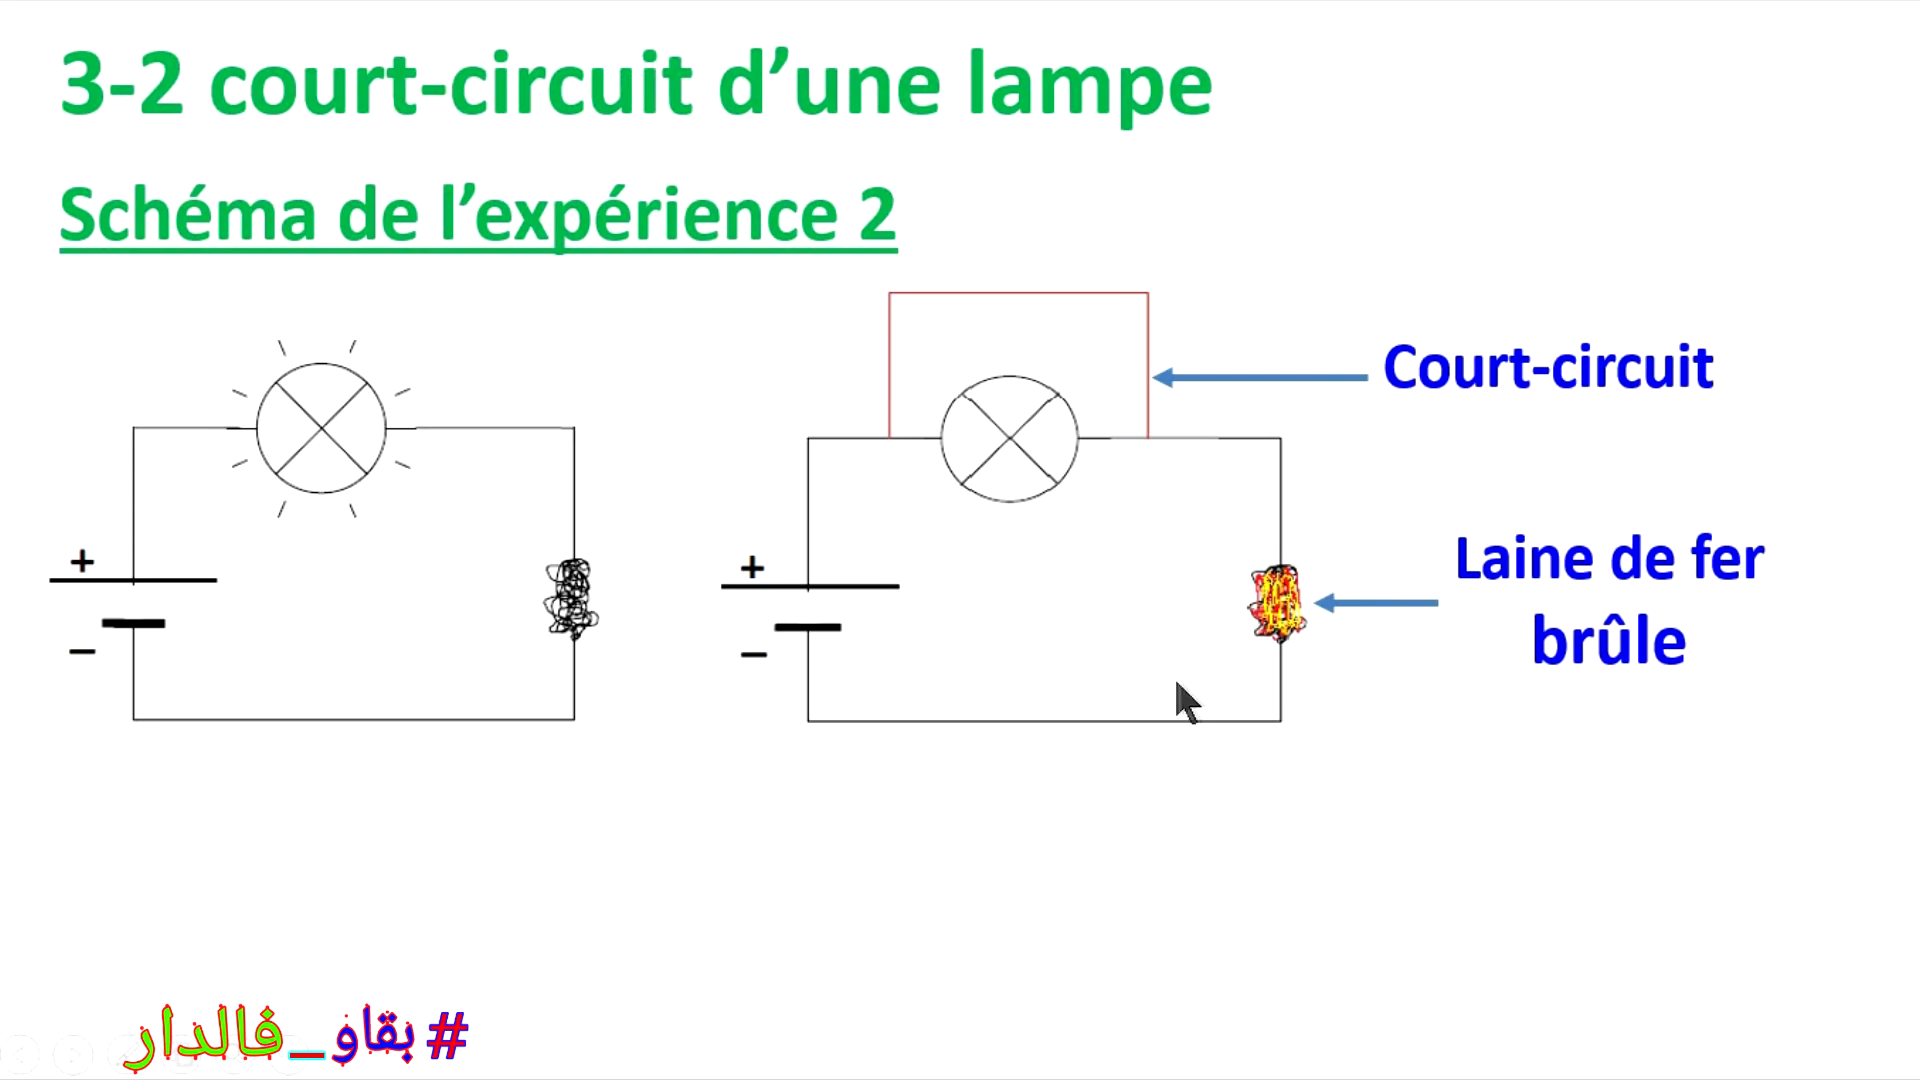 3-2 court-circuit d’une lampe
Schéma de l’expérience 2
Court-circuit
+
+
Laine de fer
brûle
–
–
#بقاو_فالدار